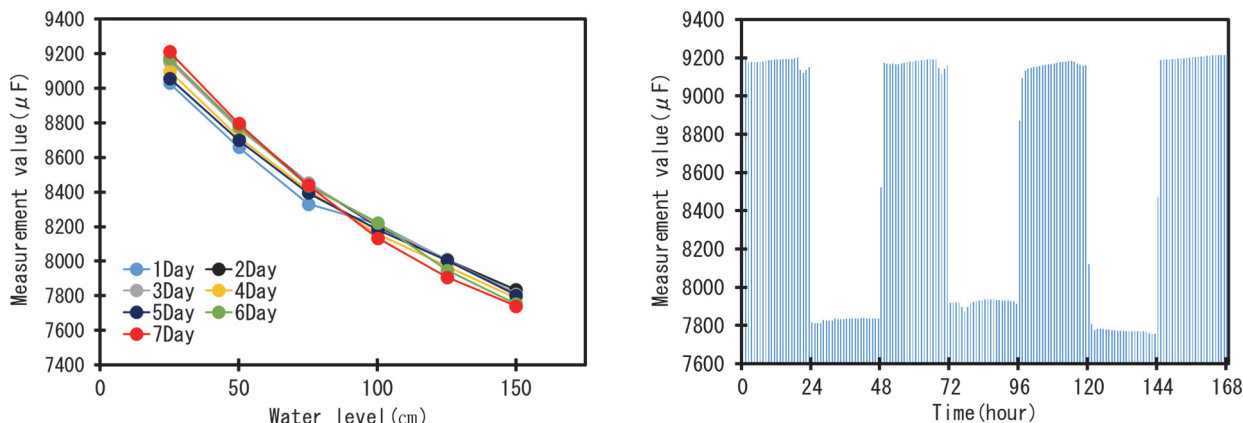 9400
9200
9000
8800
8600
8400
8200
8000
7800
7600
7400
Measurement value(μF)
1Day 2Day
3Day 4Day
5Day 6Day
7Day
0 50 100 150
Water level(cm)
9400
9200
9000
8800
8600
8400
8200
8000
7800
7600
Measurement value(μF)
0 24 48 72 96 120 144 168
Time(hour)